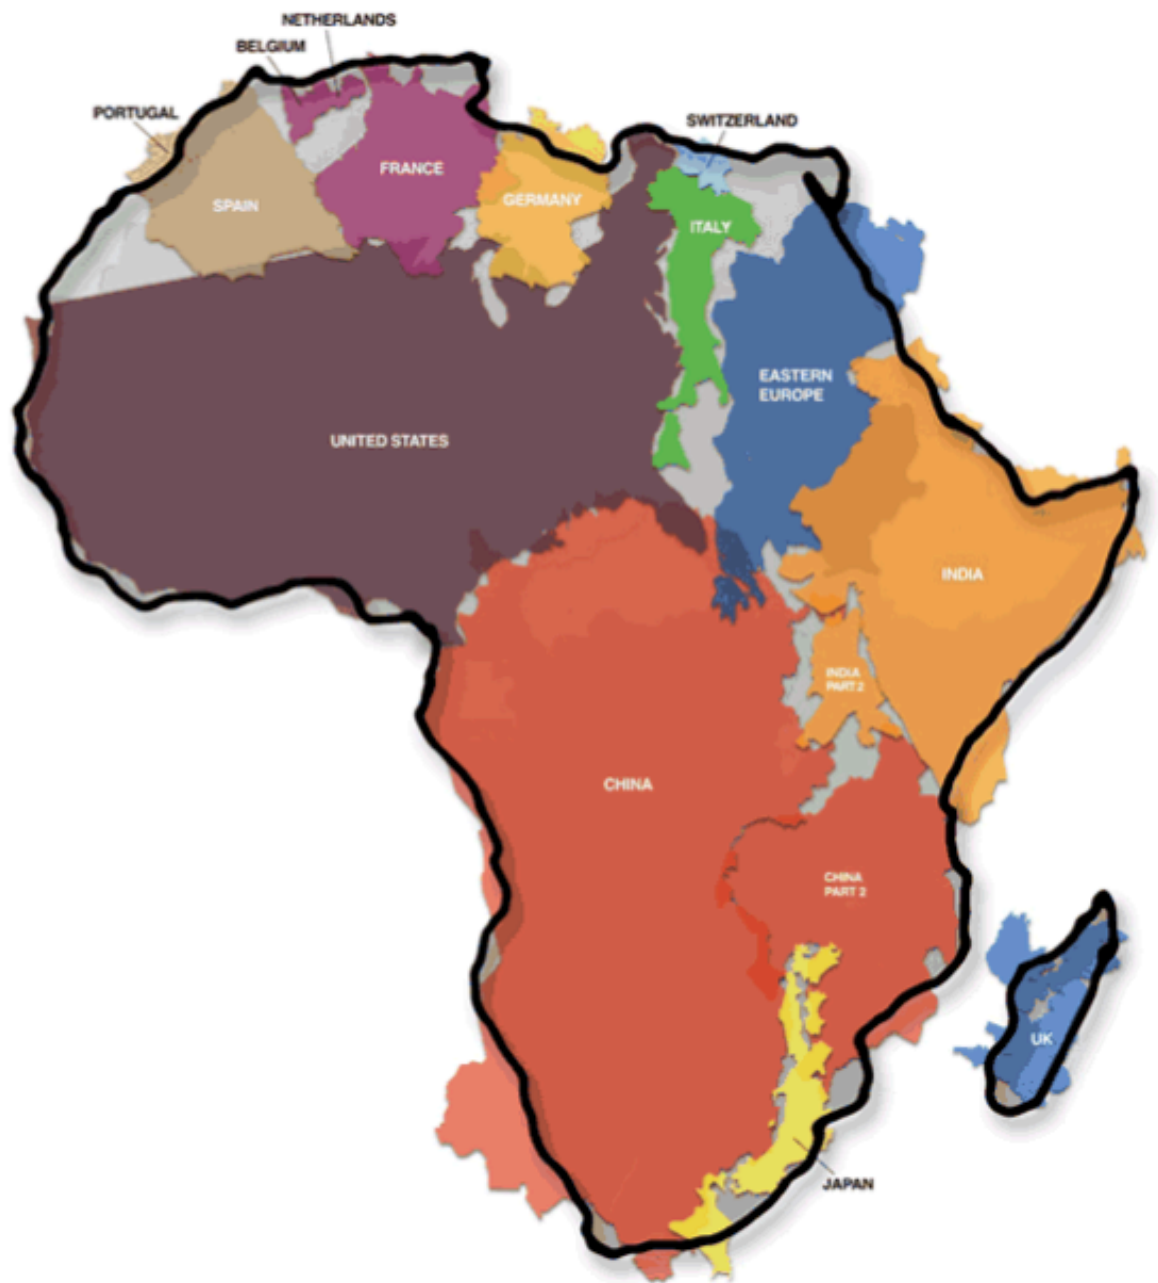 NETHERLANDS
BELGIUM
PORTUGAL
SWITZERLAND
FRANCE
SPAIN
GERMANY
ITALY
EASTERN
EUROPE
UNITED STATES
INDIA
INDIA
PART 2
CHINA
CHINA
PART 2
UK
JAPAN